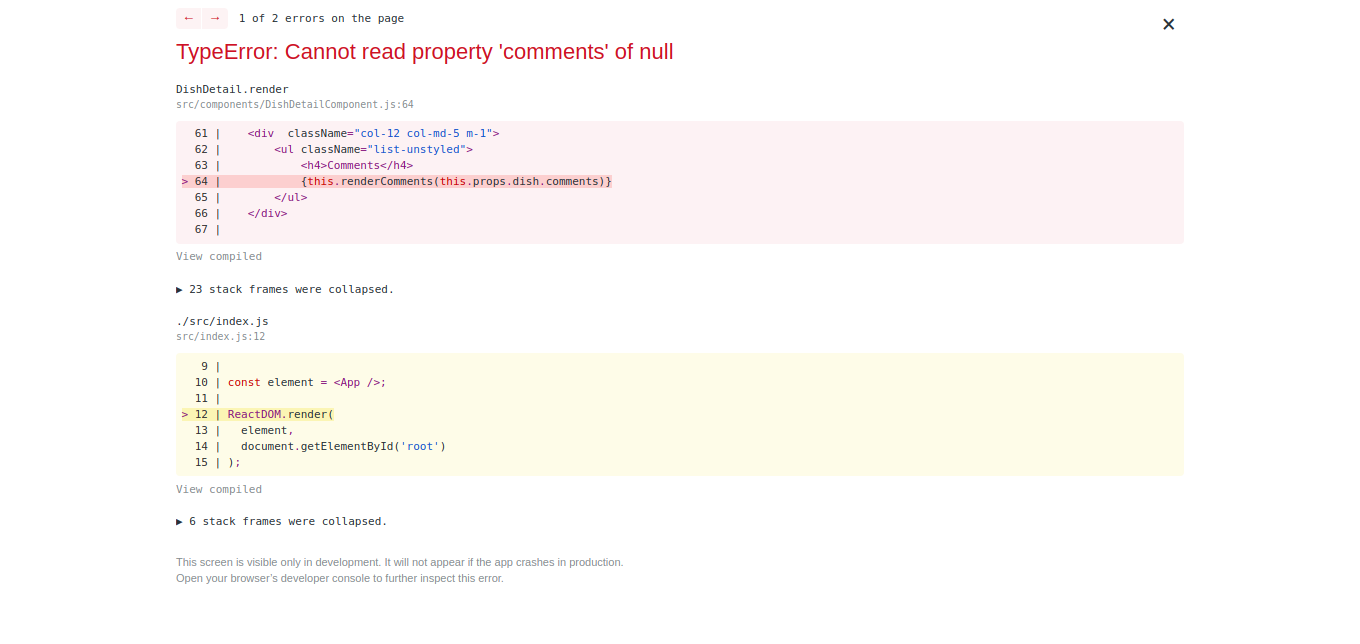 ← → 1 of 2 errors on the page
×
TypeError: Cannot read property 'comments' of null
DishDetail.render
src/components/DishDetailComponent.js:64
61 |    <div  className="col-12 col-md-5 m-1">
62 |        <ul className="list-unstyled">
63 |            <h4>Comments</h4>
> 64 |            {this.renderComments(this.props.dish.comments)}
65 |        </ul>
66 |    </div>
67 |
View compiled
▶ 23 stack frames were collapsed.
./src/index.js
src/index.js:12
9 |
10 | const element = <App />;
11 |
> 12 | ReactDOM.render(
13 |   element,
14 |   document.getElementById('root')
15 | );
View compiled
▶ 6 stack frames were collapsed.
This screen is visible only in development. It will not appear if the app crashes in production.
Open your browser's developer console to further inspect this error.